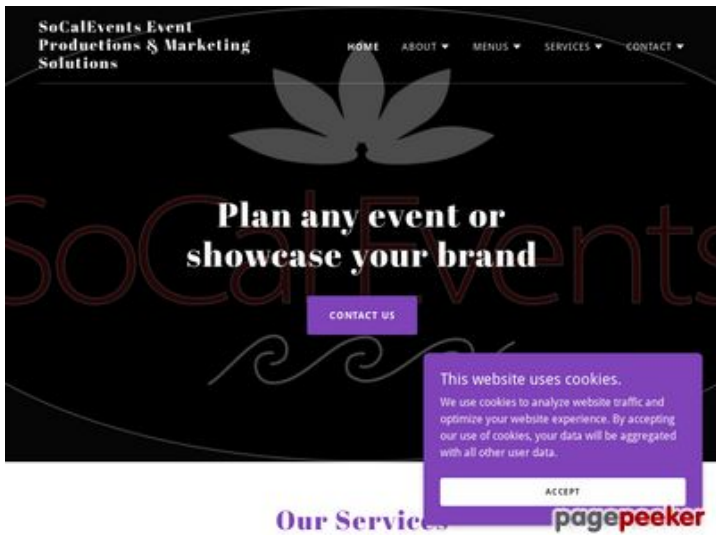 SoCalEvents Event
Productions & Marketing
Solutions
HOME ABOUT MENUS SERVICES CONTACT
SoCalEvents
Plan any event or
showcase your brand
CONTACT US
This website uses cookies.
We use cookies to analyze website traffic and
optimize your website experience. By accepting
our use of cookies, your data will be aggregated
with all other user data.
ACCEPT
Our Services
pagepeeker